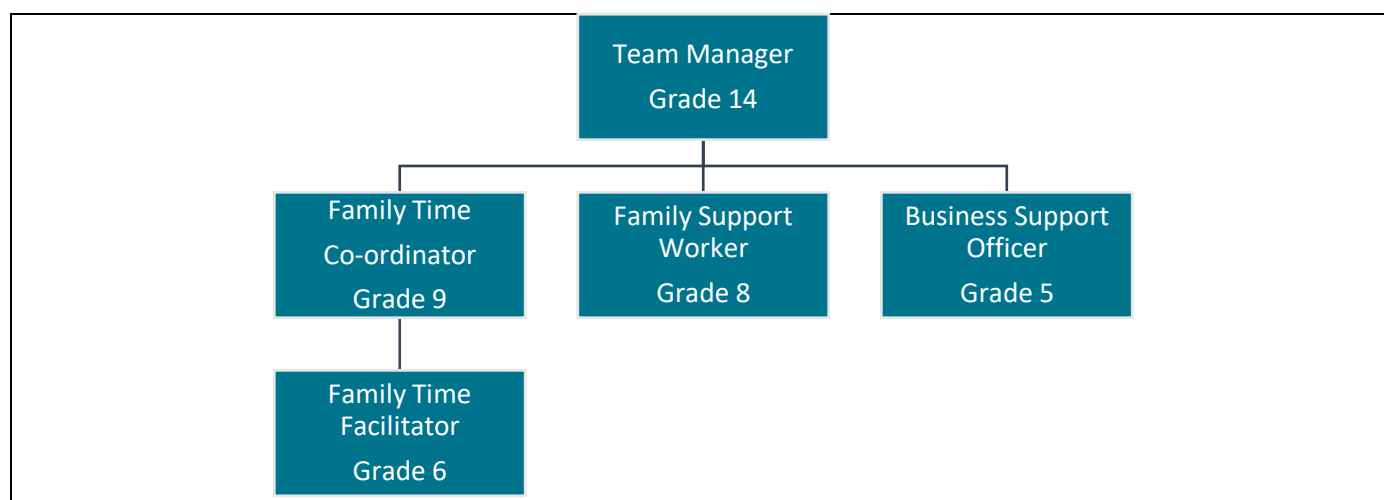 Team Manager
Grade 14
Family Time
Co-ordinator
Grade 9
Family Support
Worker
Grade 8
Business Support
Officer
Grade 5
Family Time
Facilitator
Grade 6